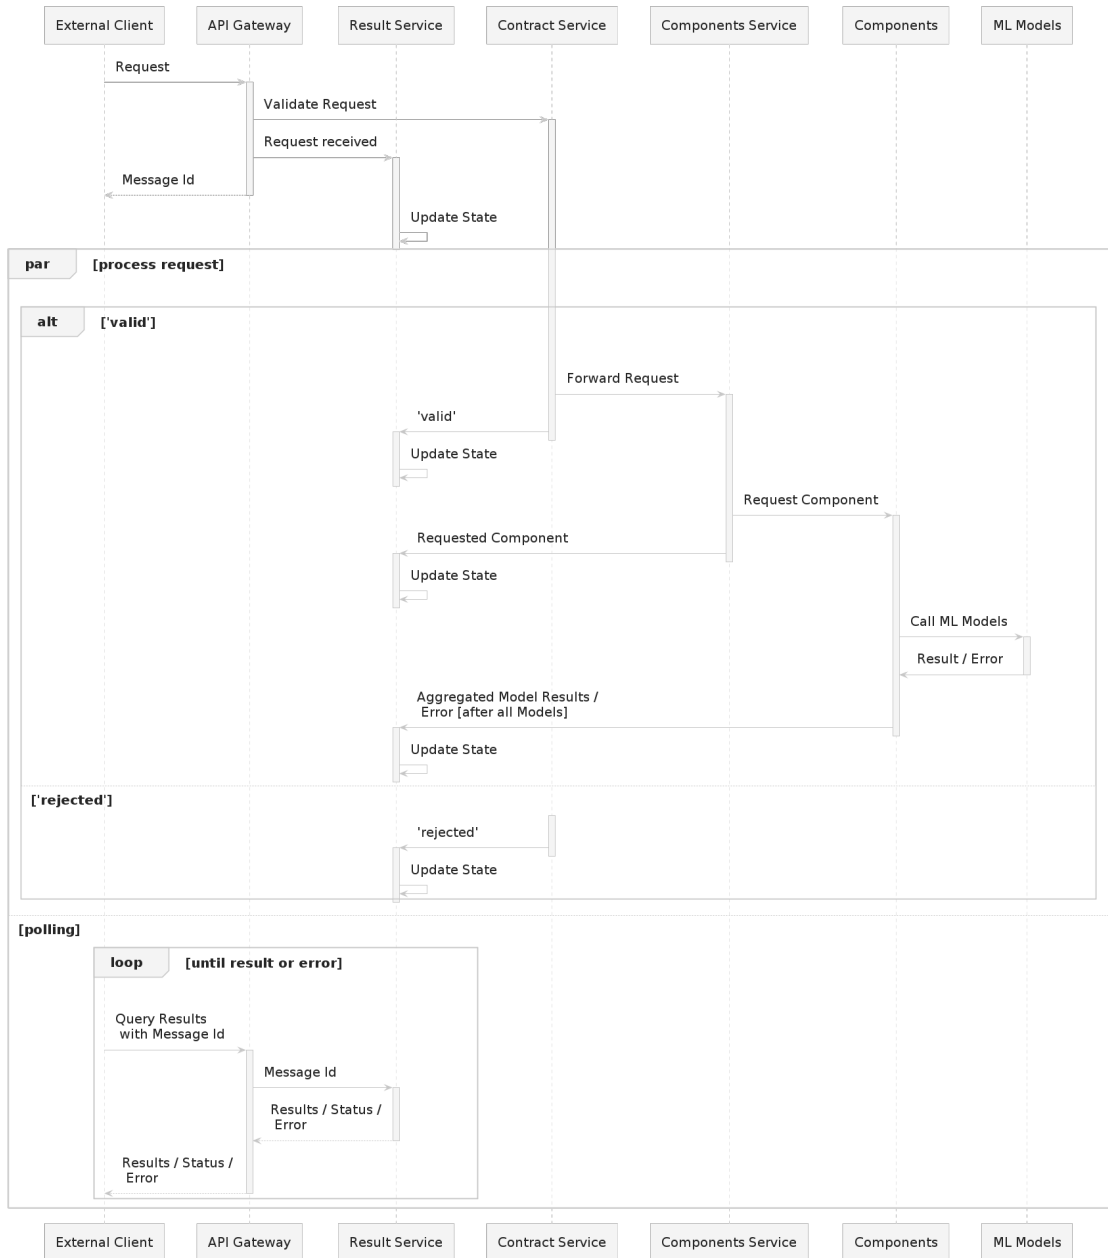 External Client
API Gateway
Result Service
Contract Service
Components Service
Components
ML Models
Request
Validate Request
Request received
Message Id
Update State
par
[process request]
alt
['valid']
Forward Request
'valid'
Update State
Request Component
Requested Component
Update State
Call ML Models
Result / Error
Aggregated Model Results /
Error [after all Models]
Update State
['rejected']
'rejected'
Update State
[polling]
loop
[until result or error]
Query Results
with Message Id
Message Id
Results / Status /
Error
Results / Status /
Error
External Client
API Gateway
Result Service
Contract Service
Components Service
Components
ML Models